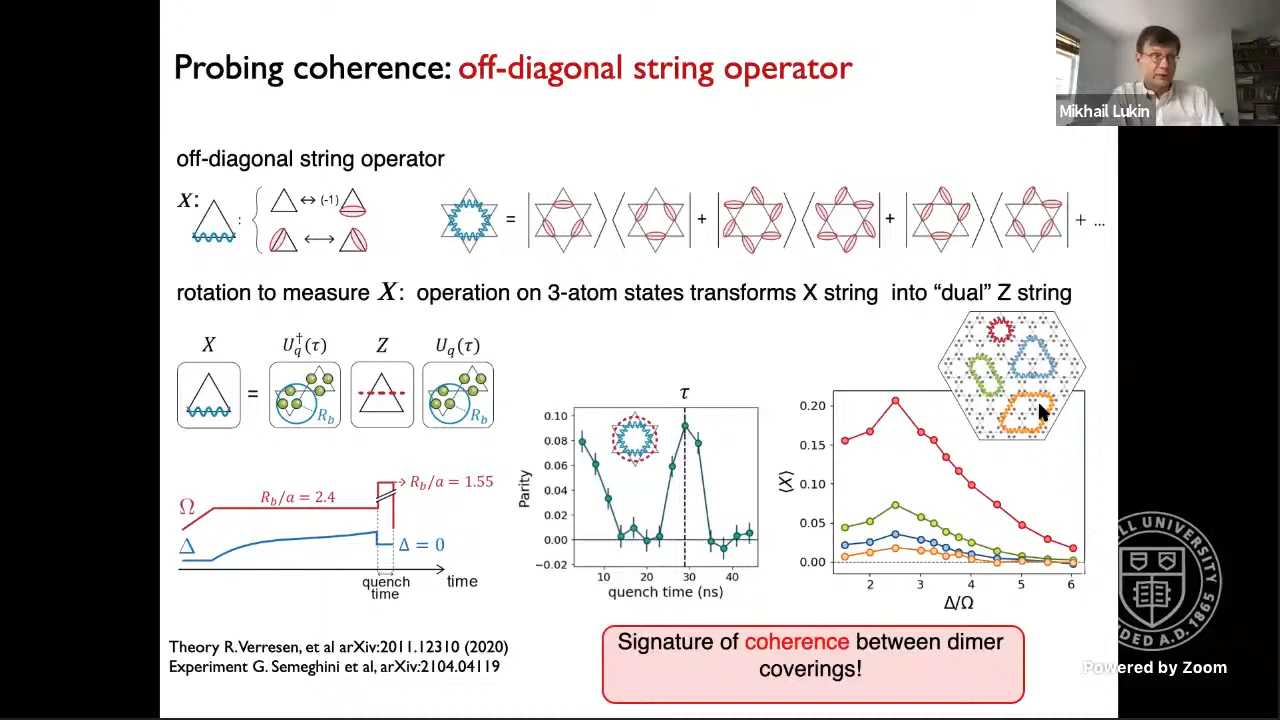 Probing coherence: off-diagonal string operator
Mikhail Lukin
off-diagonal string operator
X:
:
↔ (-1)
↔
= + + + ...
rotation to measure X: operation on 3-atom states transforms X string into “dual” Z string
X U_q^†(τ) Z U_q(τ)
=
R_b R_b
Ω
R_b/a = 2.4
R_b/a = 1.55
Δ
Δ = 0
quench
time
time
τ
Parity
0.10
0.08
0.06
0.04
0.02
0.00
−0.02
10 20 30 40
quench time (ns)
⟨X⟩
0.20
0.15
0.10
0.05
0.00
2 3 4 5 6
Δ/Ω
Theory R.Verresen, et al arXiv:2011.12310 (2020)
Experiment G. Semeghini et al, arXiv:2104.04119
Signature of coherence between dimer
coverings!
LL UNIVERSITY
DED A.D. 1865
Powered by Zoom